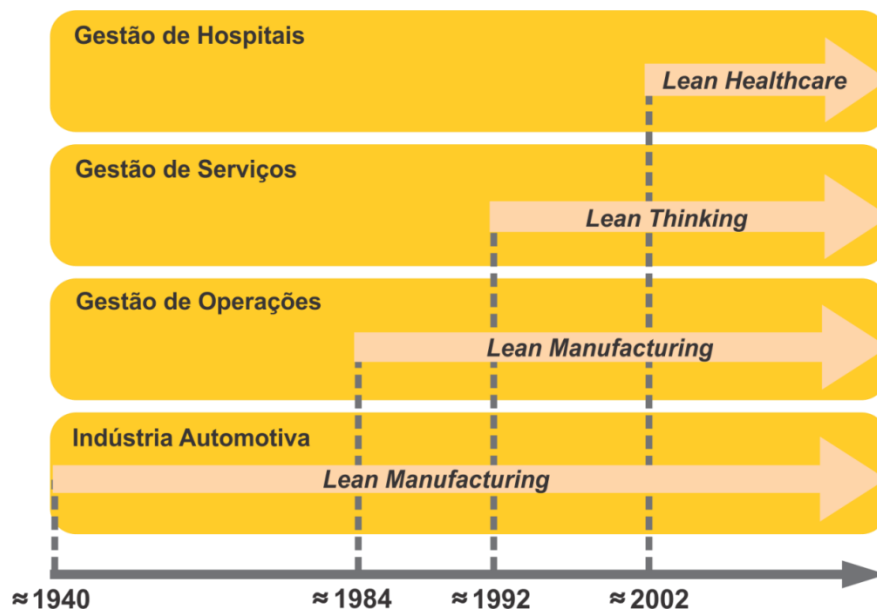 Gestão de Hospitais
Lean Healthcare
Gestão de Serviços
Lean Thinking
Gestão de Operações
Lean Manufacturing
Indústria Automotiva
Lean Manufacturing
≈1940
≈1984
≈1992
≈2002